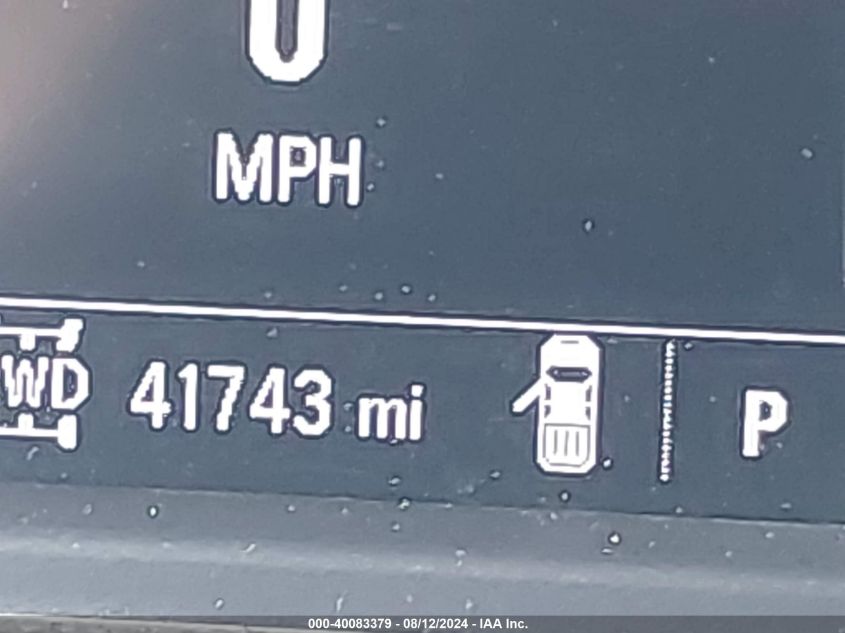 0
MPH
WD 41743 mi P
000-40083379 - 08/12/2024 - IAA Inc.